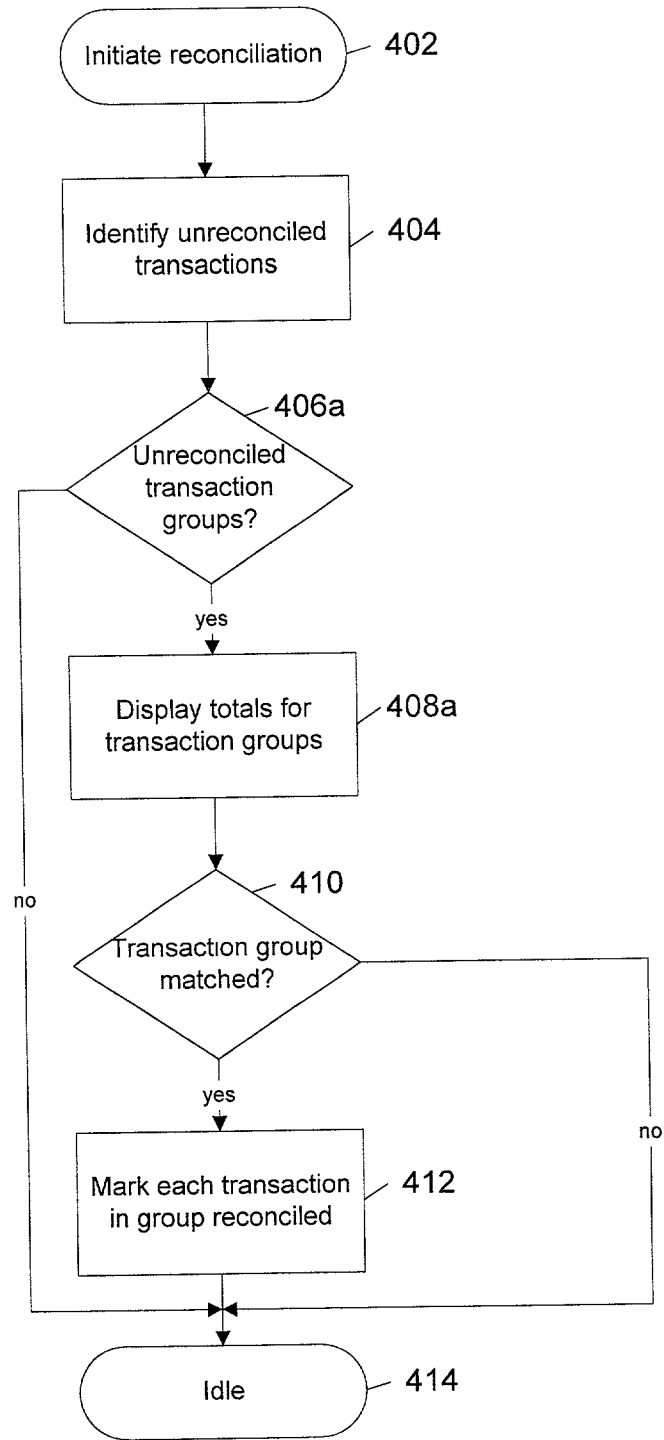 Initiate reconciliation
402
Identify unreconciled
transactions
404
406a
Unreconciled
transaction
groups?
yes
Display totals for
transaction groups
408a
no
410
Transaction group
matched?
yes
no
Mark each transaction
in group reconciled
412
Idle
414